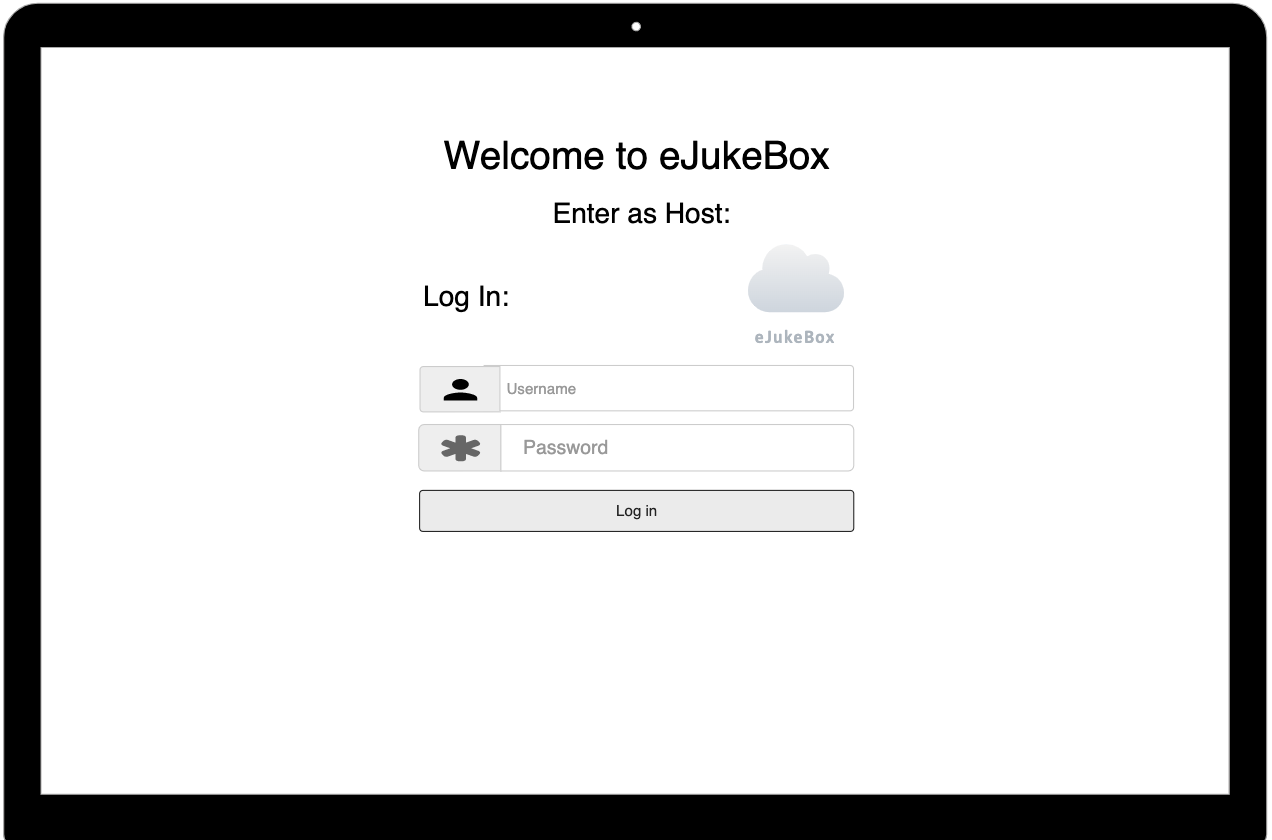 Welcome to eJukeBox
Enter as Host:
Log In:
eJukeBox
Username
Password
Log in